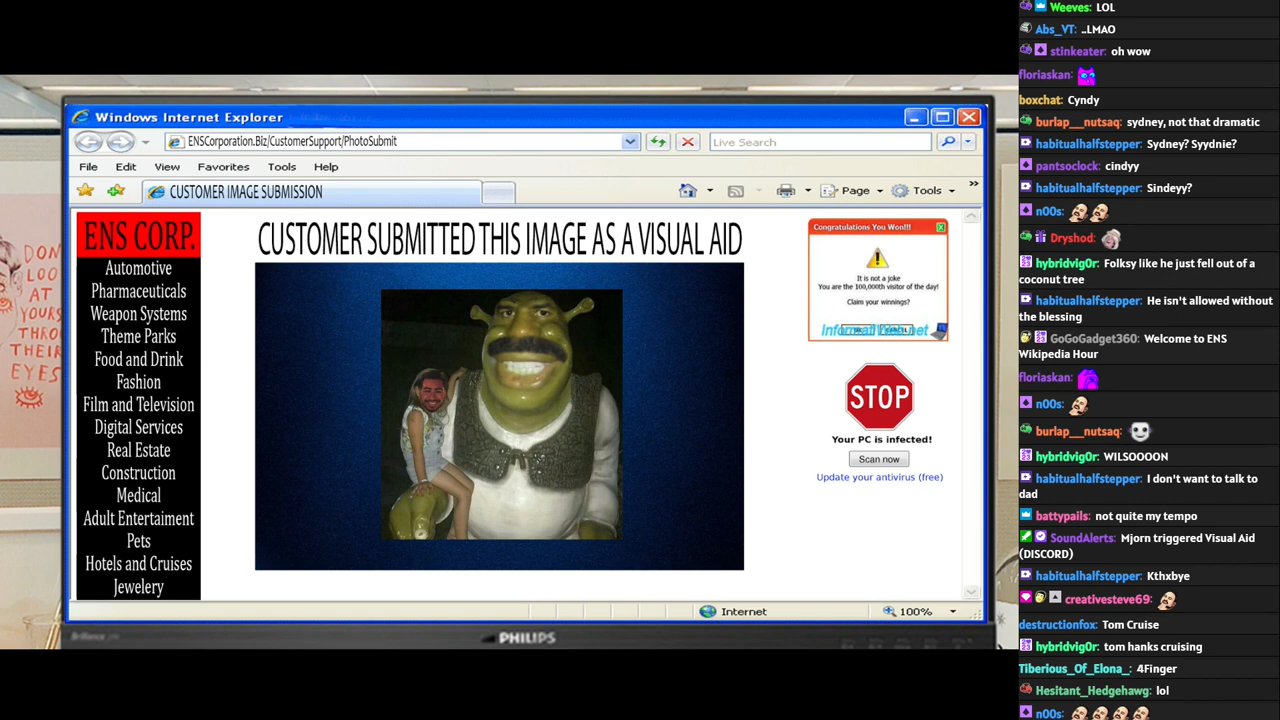 Windows Internet Explorer
ENSCorporation.Biz/CustomerSupport/PhotoSubmit
Live Search
File Edit View Favorites Tools Help
CUSTOMER IMAGE SUBMISSION
Page Tools
ENS CORP.
Automotive
Pharmaceuticals
Weapon Systems
Theme Parks
Food and Drink
Fashion
Film and Television
Digital Services
Real Estate
Construction
Medical
Adult Entertaiment
Pets
Hotels and Cruises
Jewelery
CUSTOMER SUBMITTED THIS IMAGE AS A VISUAL AID
Congratulations You Won!!!
It is not a joke
You are the 100,000th visitor of the day!
Claim your winnings?
STOP
Your PC is infected!
Scan now
Update your antivirus (free)
Internet
100%
PHILIPS
DON
LOO
AT
YOURS
THRO
THEIR
EYES
Weeves: LOL
Abs_VT: ..LMAO
stinkeater: oh wow
floriaskan:
boxchat: Cyndy
burlap__nutsaq: sydney, not that dramatic
habitualhalfstepper: Sydney? Syydnie?
pantsoclock: cindyy
habitualhalfstepper: Sindeyy?
n00s:
Dryshod:
hybridvig0r: Folksy like he just fell out of a
coconut tree
habitualhalfstepper: He isn't allowed without
the blessing
GoGoGadget360: Welcome to ENS
Wikipedia Hour
floriaskan:
n00s:
burlap__nutsaq:
hybridvig0r: WILSOOOON
habitualhalfstepper: I don't want to talk to
dad
battypails: not quite my tempo
SoundAlerts: Mjorn triggered Visual Aid
(DISCORD)
habitualhalfstepper: Kthxbye
creativesteve69:
destructionfox: Tom Cruise
hybridvig0r: tom hanks cruising
Tiberious_Of_Elona_: 4Finger
Hesitant_Hedgehawg: lol
n00s: